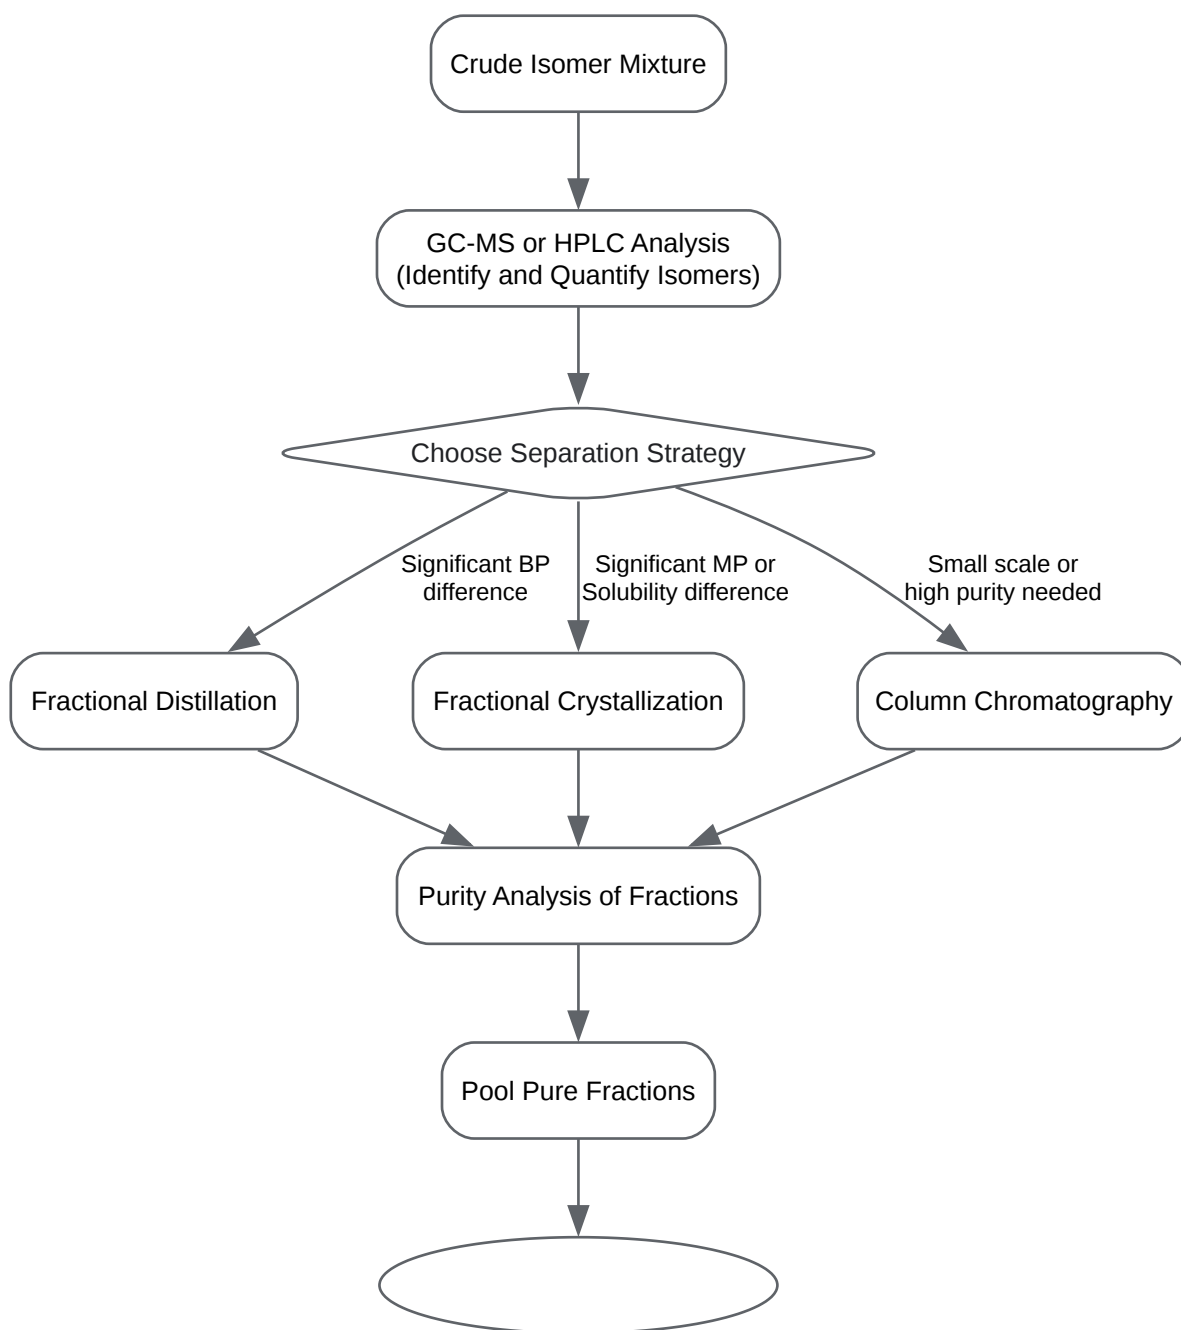 Crude Isomer Mixture
GC-MS or HPLC Analysis
(Identify and Quantify Isomers)
Choose Separation Strategy
Significant BP
difference
Significant MP or
Solubility difference
Small scale or
high purity needed
Fractional Distillation
Fractional Crystallization
Column Chromatography
Purity Analysis of Fractions
Pool Pure Fractions